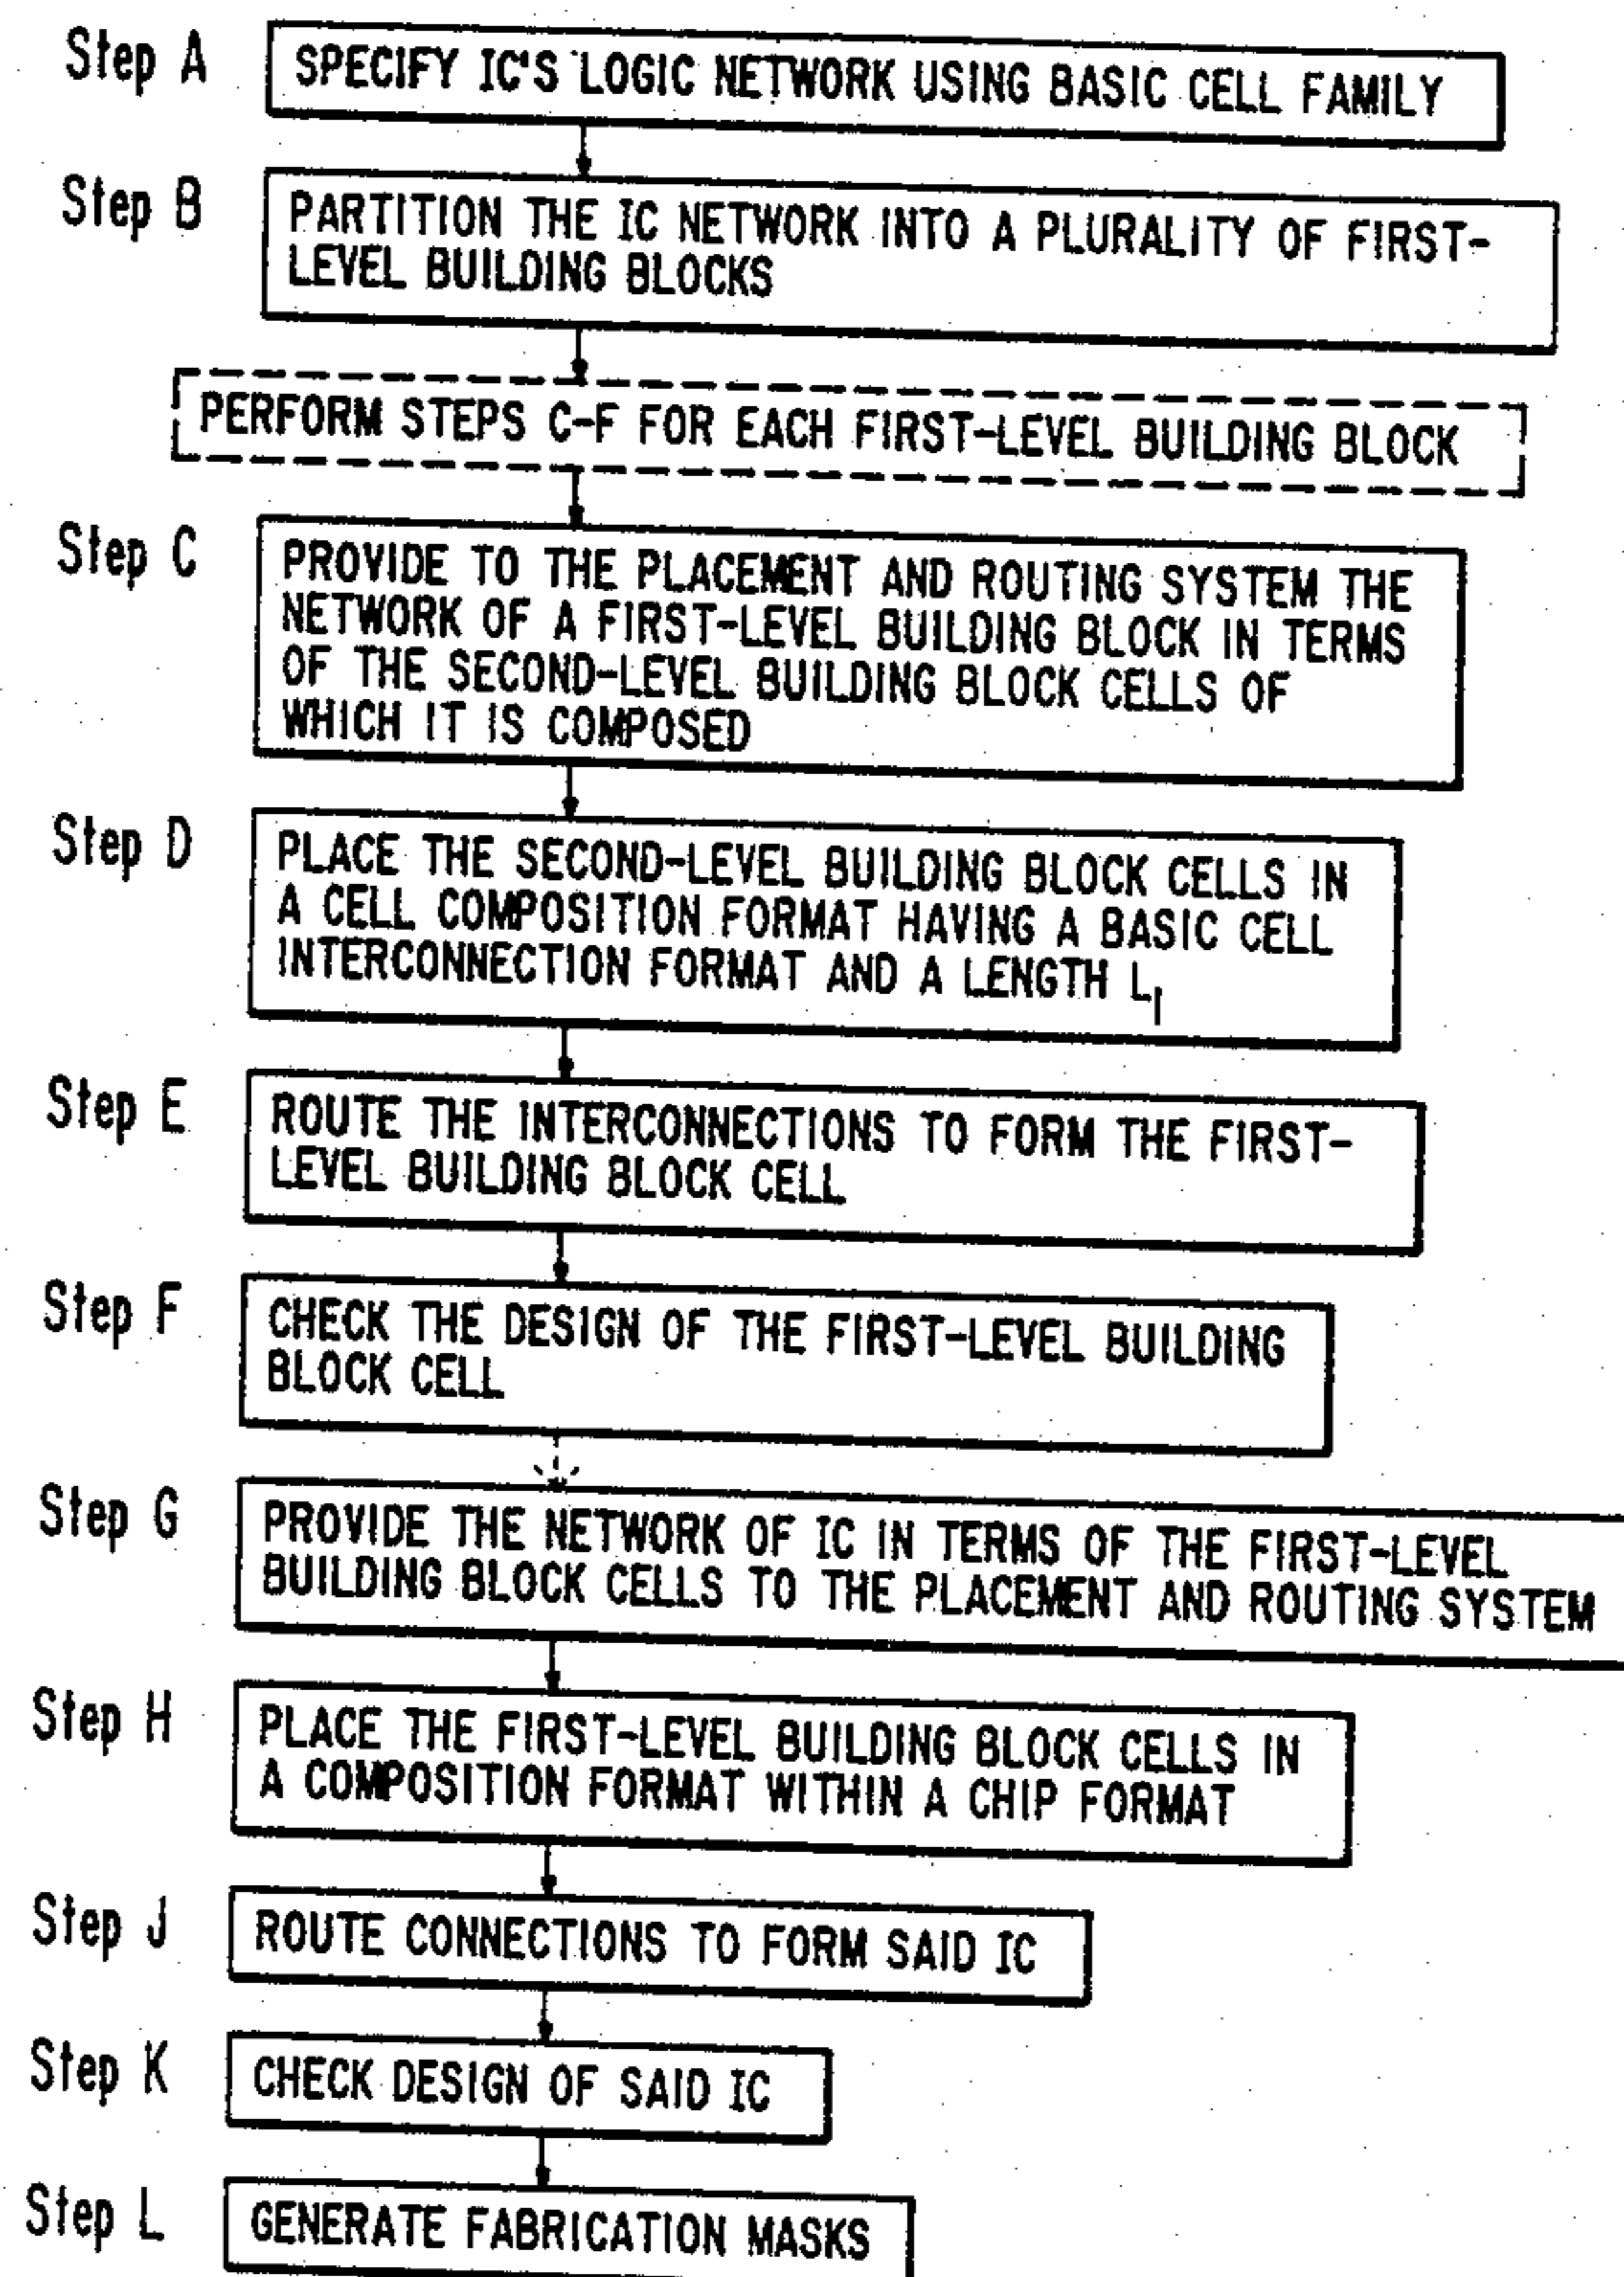 Step A
SPECIFY IC'S LOGIC NETWORK USING BASIC CELL FAMILY
Step B
PARTITION THE IC NETWORK INTO A PLURALITY OF FIRST-
LEVEL BUILDING BLOCKS
PERFORM STEPS C-F FOR EACH FIRST-LEVEL BUILDING BLOCK
Step C
PROVIDE TO THE PLACEMENT AND ROUTING SYSTEM THE
NETWORK OF A FIRST-LEVEL BUILDING BLOCK IN TERMS
OF THE SECOND-LEVEL BUILDING BLOCK CELLS OF
WHICH IT IS COMPOSED
Step D
PLACE THE SECOND-LEVEL BUILDING BLOCK CELLS IN
A CELL COMPOSITION FORMAT HAVING A BASIC CELL
INTERCONNECTION FORMAT AND A LENGTH L₁
Step E
ROUTE THE INTERCONNECTIONS TO FORM THE FIRST-
LEVEL BUILDING BLOCK CELL
Step F
CHECK THE DESIGN OF THE FIRST-LEVEL BUILDING
BLOCK CELL
Step G
PROVIDE THE NETWORK OF IC IN TERMS OF THE FIRST-LEVEL
BUILDING BLOCK CELLS TO THE PLACEMENT AND ROUTING SYSTEM
Step H
PLACE THE FIRST-LEVEL BUILDING BLOCK CELLS IN
A COMPOSITION FORMAT WITHIN A CHIP FORMAT
Step J
ROUTE CONNECTIONS TO FORM SAID IC
Step K
CHECK DESIGN OF SAID IC
Step L
GENERATE FABRICATION MASKS